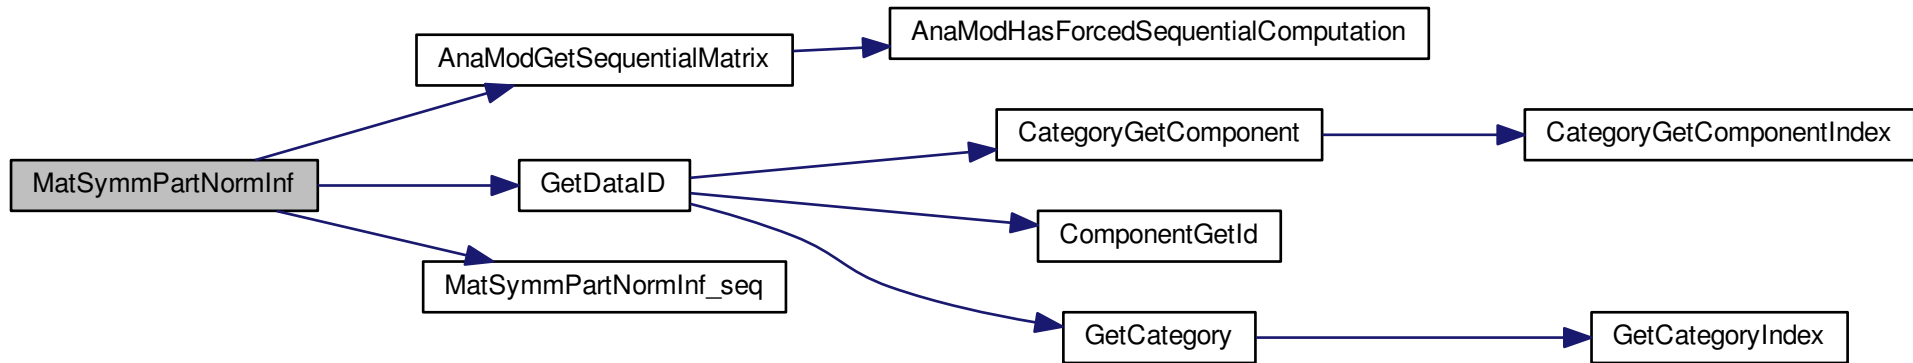 MatSymmPartNormInf
AnaModGetSequentialMatrix
AnaModHasForcedSequentialComputation
GetDataID
CategoryGetComponent
CategoryGetComponentIndex
ComponentGetId
GetCategory
GetCategoryIndex
MatSymmPartNormInf_seq